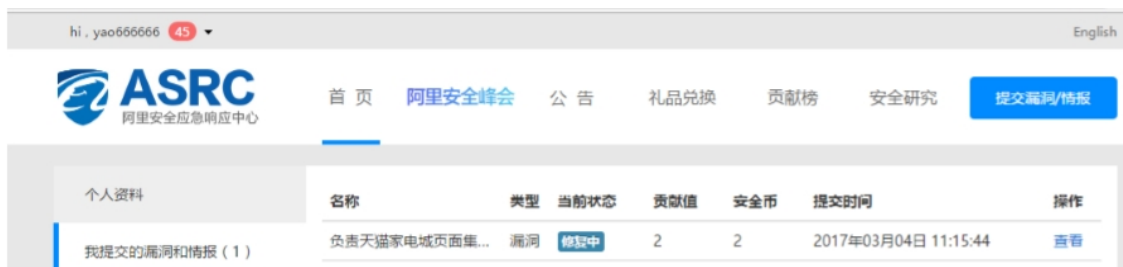 hi , yao666666 45
English
ASRC
阿里安全应急响应中心
首 页 阿里安全峰会 公 告 礼品兑换 贡献榜 安全研究 提交漏洞/情报
个人资料
名称 类型 当前状态 贡献值 安全币 提交时间 操作
负责天猫家电城页面集... 漏洞 修复中 2 2 2017年03月04日 11:15:44 查看
我提交的漏洞和情报 ( 1 )